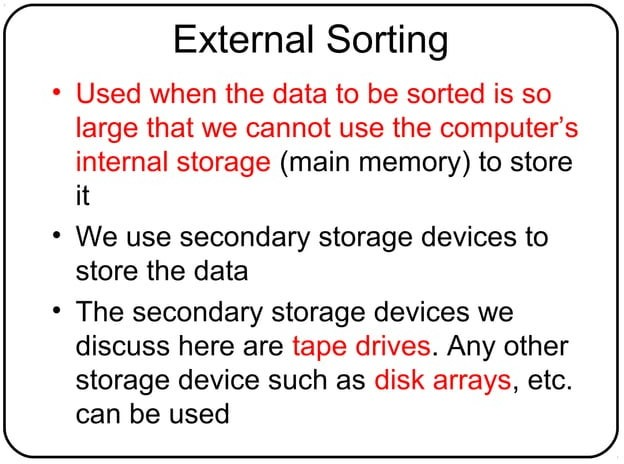 External Sorting
• Used when the data to be sorted is so
large that we cannot use the computer’s
internal storage (main memory) to store
it
• We use secondary storage devices to
store the data
• The secondary storage devices we
discuss here are tape drives. Any other
storage device such as disk arrays, etc.
can be used